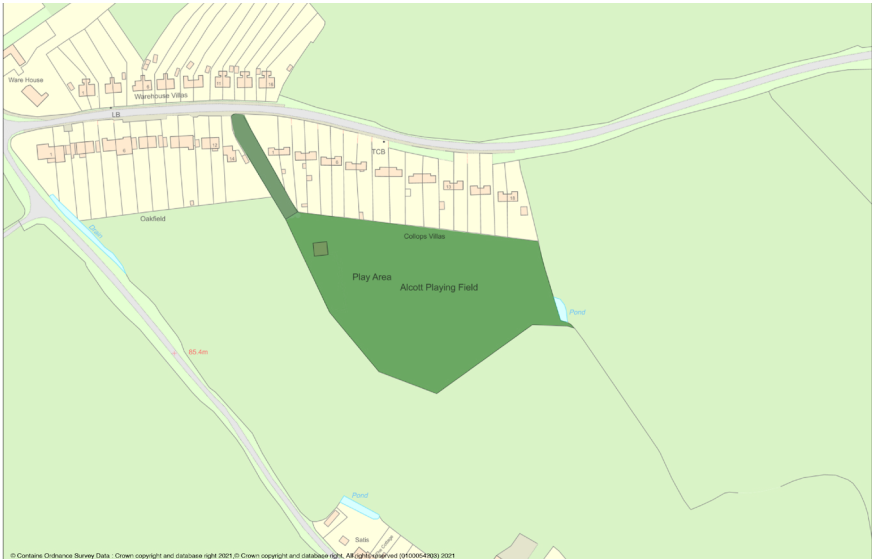 Ware House
Warehouse Villas
LB
TCB
Oakfield
Drain
Collops Villas
Play Area
Alcott Playing Field
Pond
85.4m
Pond
Satis
Cottage
© Contains Ordnance Survey Data : Crown copyright and database right 2021,© Crown copyright and database right, All rights reserved (0100054203) 2021